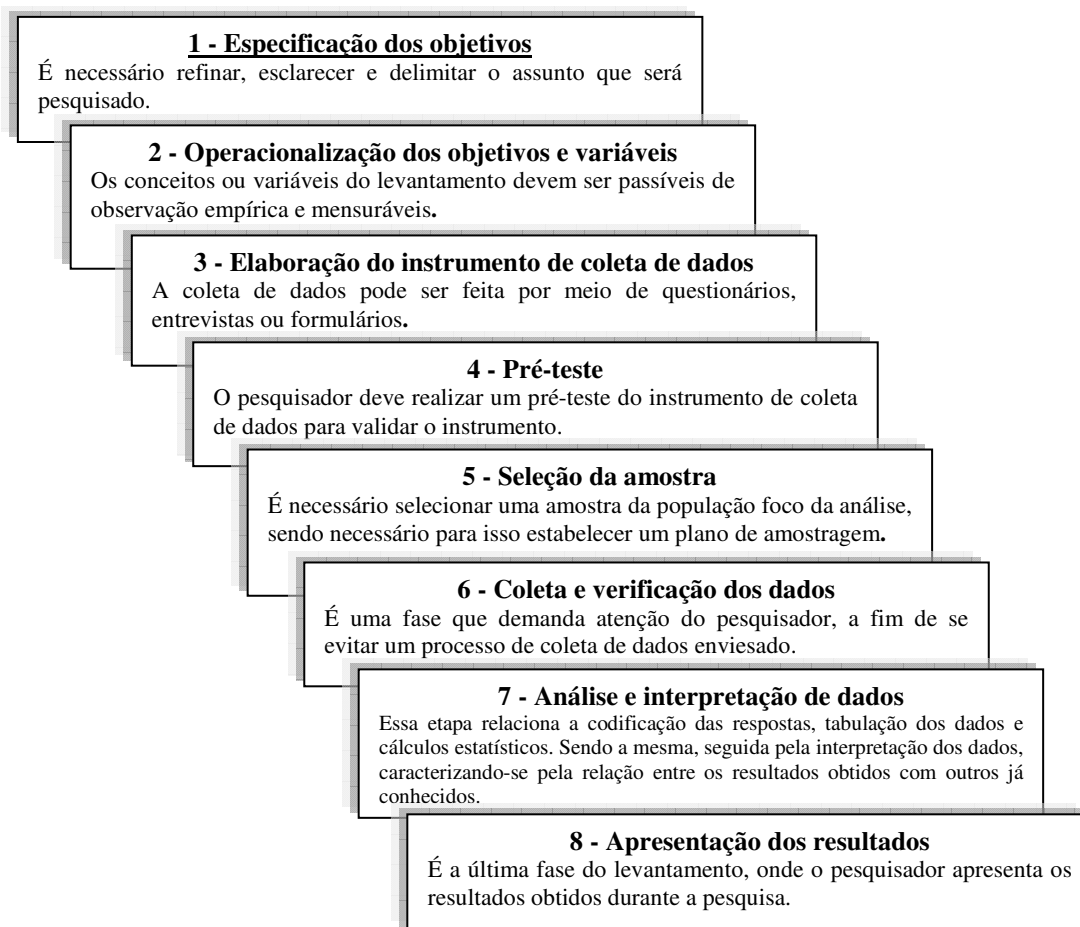 1 - Especificação dos objetivos
É necessário refinar, esclarecer e delimitar o assunto que será
pesquisado.
2 - Operacionalização dos objetivos e variáveis
Os conceitos ou variáveis do levantamento devem ser passíveis de
observação empírica e mensuráveis.
3 - Elaboração do instrumento de coleta de dados
A coleta de dados pode ser feita por meio de questionários,
entrevistas ou formulários.
4 - Pré-teste
O pesquisador deve realizar um pré-teste do instrumento de coleta
de dados para validar o instrumento.
5 - Seleção da amostra
É necessário selecionar uma amostra da população foco da análise,
sendo necessário para isso estabelecer um plano de amostragem.
6 - Coleta e verificação dos dados
É uma fase que demanda atenção do pesquisador, a fim de se
evitar um processo de coleta de dados enviesado.
7 - Análise e interpretação de dados
Essa etapa relaciona a codificação das respostas, tabulação dos dados e
cálculos estatísticos. Sendo a mesma, seguida pela interpretação dos dados,
caracterizando-se pela relação entre os resultados obtidos com outros já
conhecidos.
8 - Apresentação dos resultados
É a última fase do levantamento, onde o pesquisador apresenta os
resultados obtidos durante a pesquisa.